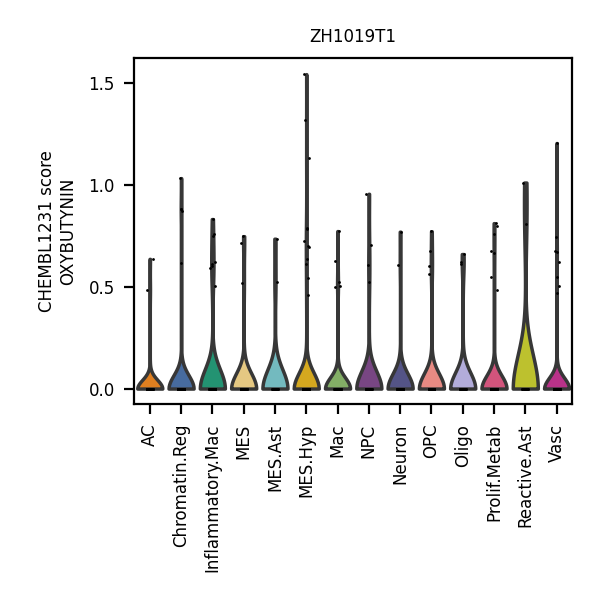 ZH1019T1
CHEMBL1231 score
OXYBUTYNIN
1.5
1.0
0.5
0.0
AC
Chromatin.Reg
Inflammatory.Mac
MES
MES.Ast
MES.Hyp
Mac
NPC
Neuron
OPC
Oligo
Prolif.Metab
Reactive.Ast
Vasc